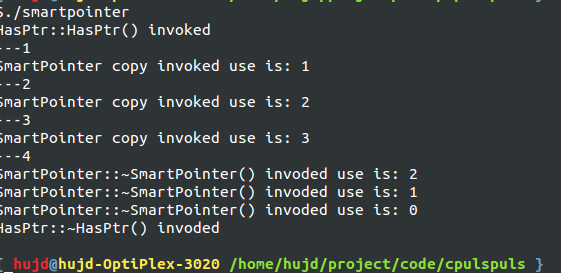 $./smartpointer
HasPtr::HasPtr() invoked
---1
SmartPointer copy invoked use is: 1
---2
SmartPointer copy invoked use is: 2
---3
SmartPointer copy invoked use is: 3
---4
SmartPointer::~SmartPointer() invoded use is: 2
SmartPointer::~SmartPointer() invoded use is: 1
SmartPointer::~SmartPointer() invoded use is: 0
HasPtr::~HasPtr() invoded
[ hujd@hujd-OptiPlex-3020 /home/hujd/project/code/cpulspuls }